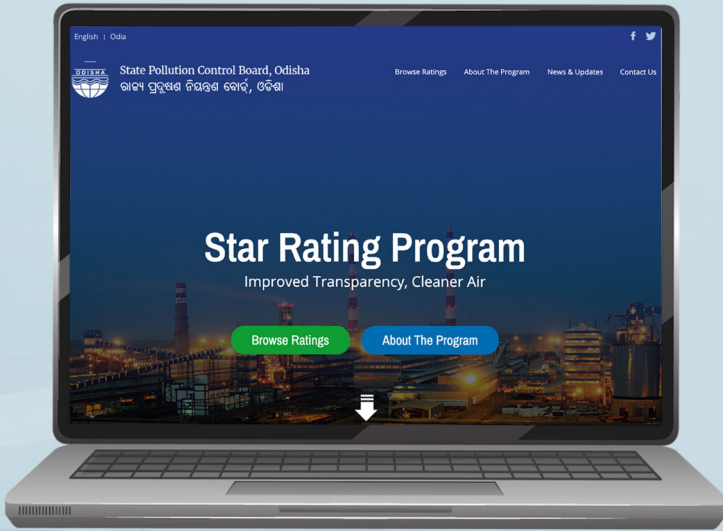 English | Odia
ODISHA
State Pollution Control Board, Odisha
ରାଜ୍ୟ ପ୍ରଦୂଷଣ ନିୟନ୍ତ୍ରଣ ବୋର୍ଡ, ଓଡିଶା
Browse Ratings About The Program News & Updates Contact Us
Star Rating Program
Improved Transparency, Cleaner Air
Browse Ratings About The Program